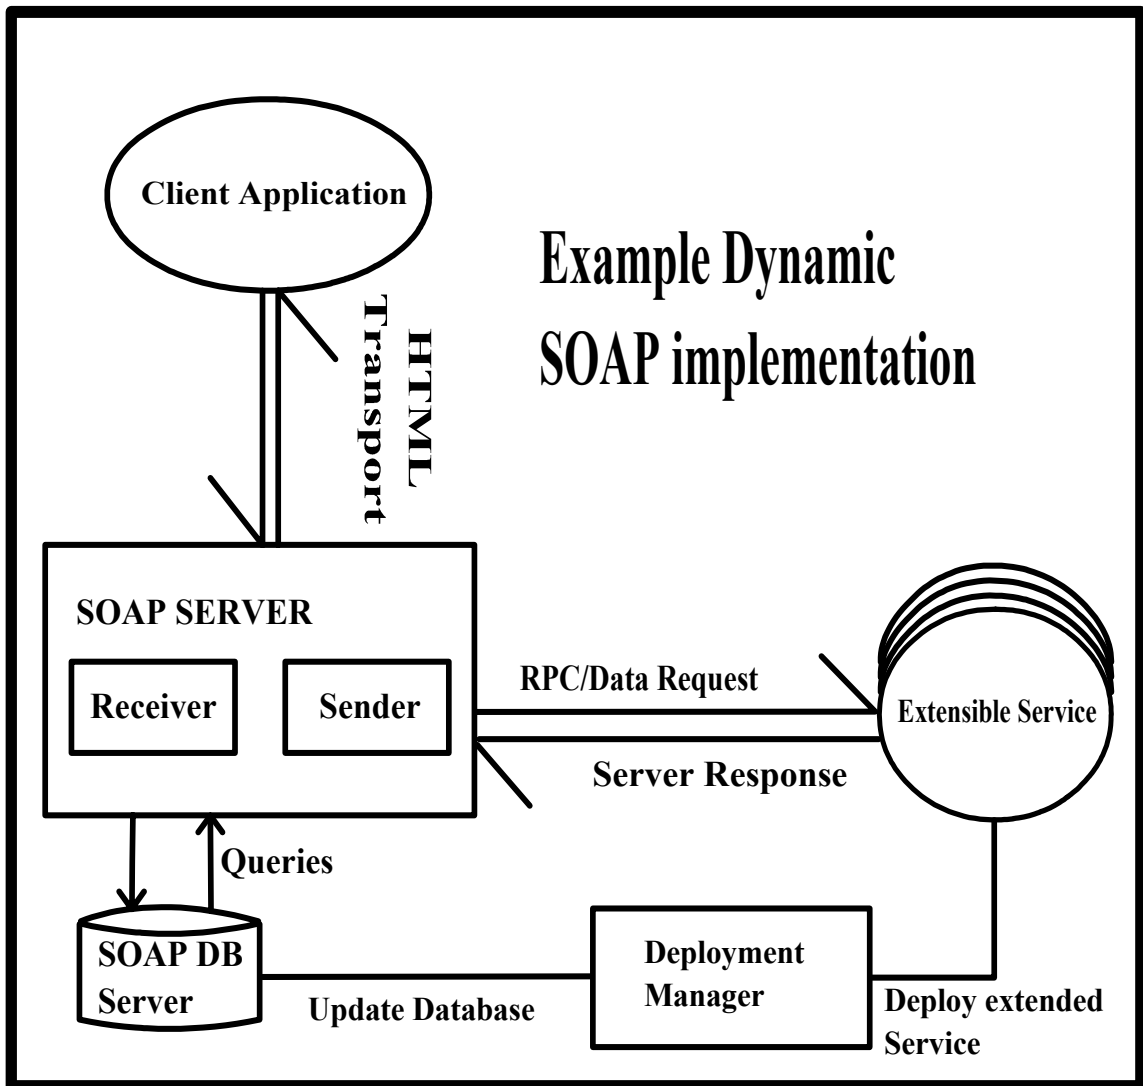 Client Application
Example Dynamic
SOAP implementation
HTML
Transport
SOAP SERVER
Receiver
Sender
RPC/Data Request
Extensible Service
Server Response
Queries
SOAP DB
Server
Update Database
Deployment
Manager
Deploy extended
Service